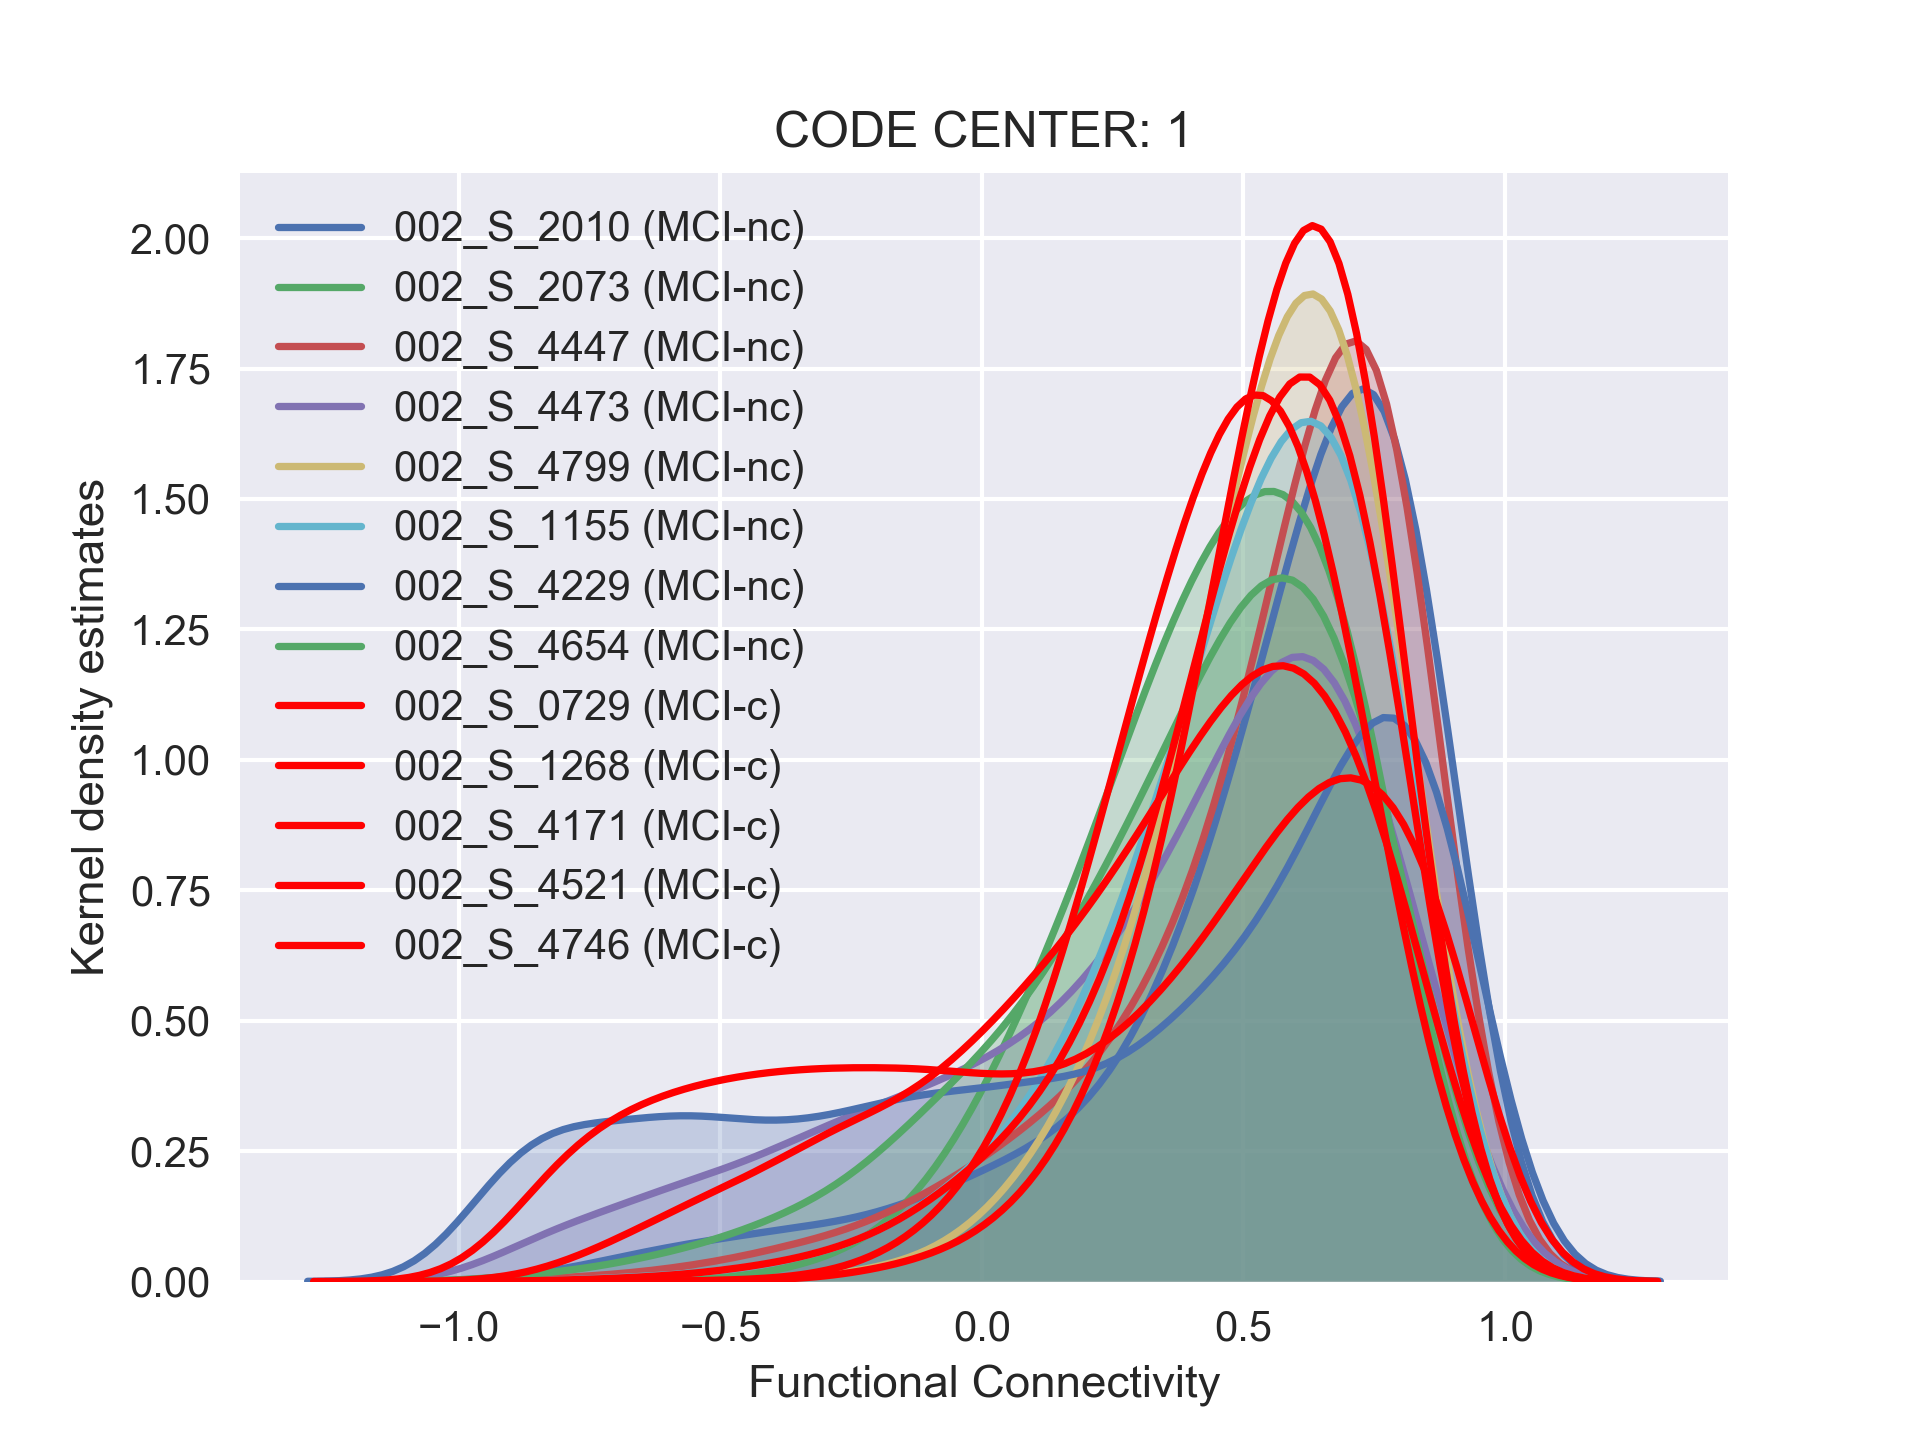 CODE CENTER: 1
002_S_2010 (MCI-nc)
002_S_2073 (MCI-nc)
002_S_4447 (MCI-nc)
002_S_4473 (MCI-nc)
002_S_4799 (MCI-nc)
002_S_1155 (MCI-nc)
002_S_4229 (MCI-nc)
002_S_4654 (MCI-nc)
002_S_0729 (MCI-c)
002_S_1268 (MCI-c)
002_S_4171 (MCI-c)
002_S_4521 (MCI-c)
002_S_4746 (MCI-c)
Kernel density estimates
2.00
1.75
1.50
1.25
1.00
0.75
0.50
0.25
0.00
−1.0
−0.5
0.0
0.5
1.0
Functional Connectivity